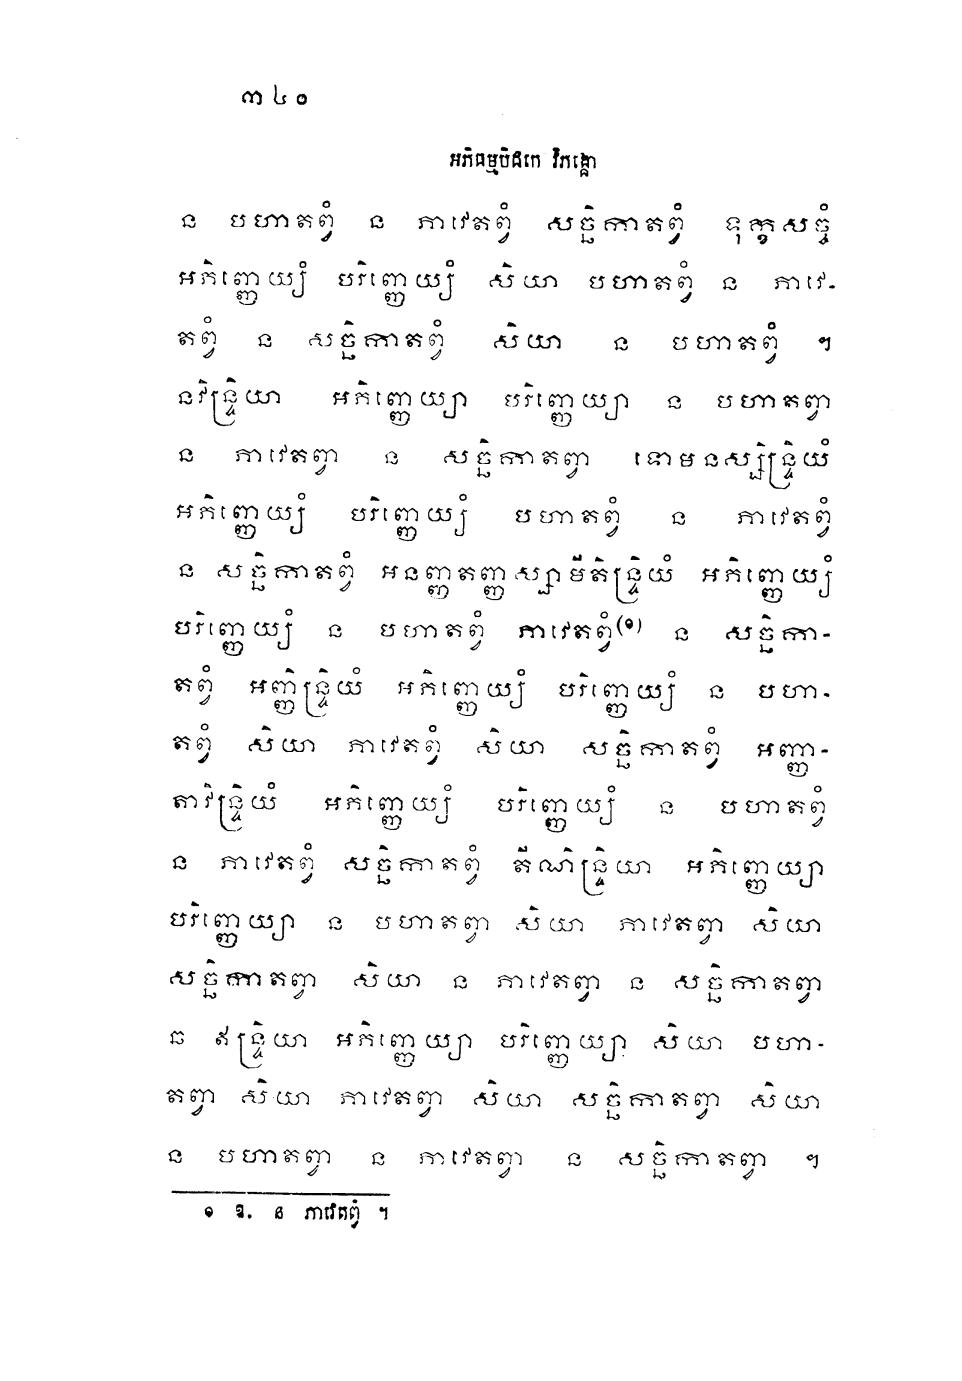 ៣៤០
អភិធម្មបិដកេ វិភង្គោ
ន បហាតព្វំ ន ភាវេតព្វំ សច្ឆិកាតព្វំ ទុក្ខសច្ចំ
អភិញ្ញេយ្យំ បរិញ្ញេយ្យំ សិយា បហាតព្វំ ន ភាវេ-
តព្វំ ន សច្ឆិកាតព្វំ សិយា ន បហាតព្វំ ។
នវិន្ទ្រិយា អភិញ្ញេយ្យា បរិញ្ញេយ្យា ន បហាតព្វា
ន ភាវេតព្វា ន សច្ឆិកាតព្វា ទោមនស្សិន្ទ្រិយំ
អភិញ្ញេយ្យំ បរិញ្ញេយ្យំ បហាតព្វំ ន ភាវេតព្វំ
ន សច្ឆិកាតព្វំ អនញ្ញតញ្ញស្សាមីតិន្ទ្រិយំ អភិញ្ញេយ្យំ
បរិញ្ញេយ្យំ ន បហាតព្វំ ភាវេតព្វំ(១) ន សច្ឆិកា-
តព្វំ អញ្ញិន្ទ្រិយំ អភិញ្ញេយ្យំ បរិញ្ញេយ្យំ ន បហា-
តព្វំ សិយា ភាវេតព្វំ សិយា សច្ឆិកាតព្វំ អញ្ញា-
តាវិន្ទ្រិយំ អភិញ្ញេយ្យំ បរិញ្ញេយ្យំ ន បហាតព្វំ
ន ភាវេតព្វំ សច្ឆិកាតព្វំ តីណិន្ទ្រិយា អភិញ្ញេយ្យា
បរិញ្ញេយ្យា ន បហាតព្វា សិយា ភាវេតព្វា សិយា
សច្ឆិកាតព្វា សិយា ន ភាវេតព្វា ន សច្ឆិកាតព្វា
ឆ ឥន្ទ្រិយា អភិញ្ញេយ្យា បរិញ្ញេយ្យា សិយា បហា-
តព្វា សិយា ភាវេតព្វា សិយា សច្ឆិកាតព្វា សិយា
ន បហាតព្វា ន ភាវេតព្វា ន សច្ឆិកាតព្វា ។
១ ឱ. ន ភាវេតព្វំ ។